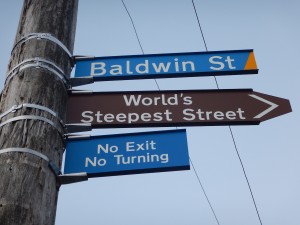 Baldwin St
World's
Steepest Street
No Exit
No Turning